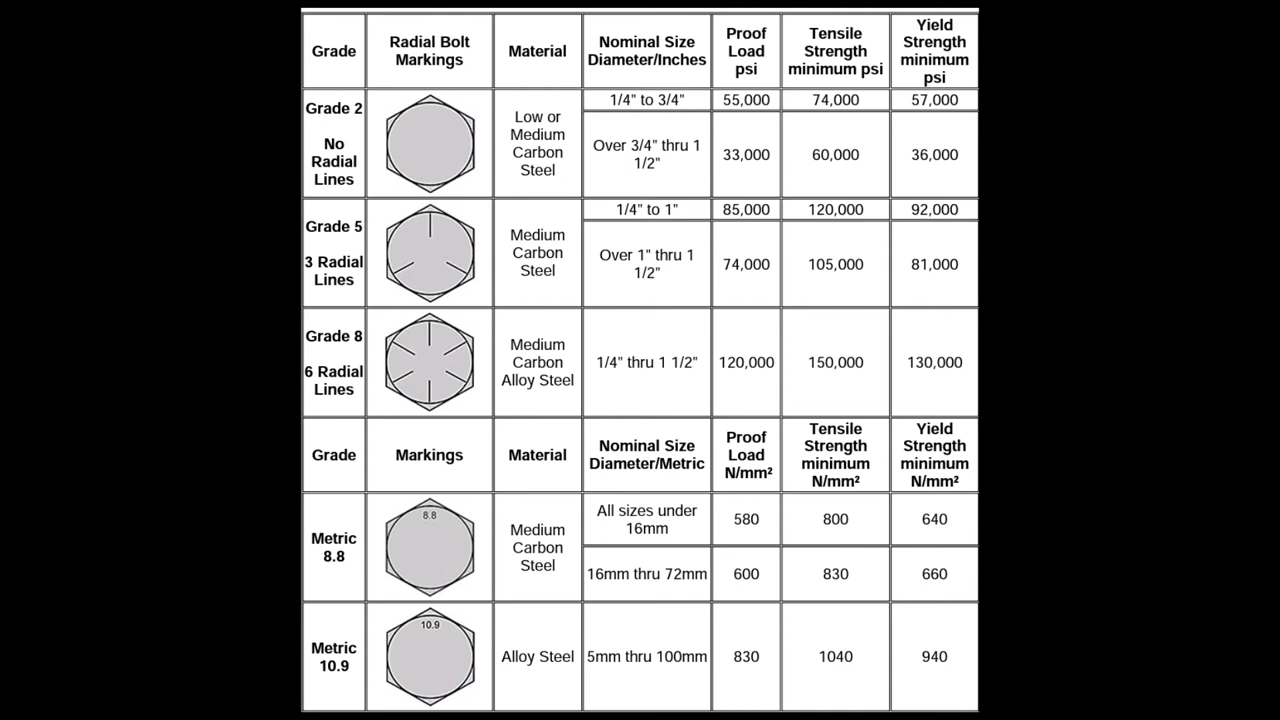 Grade
Radial Bolt
Markings
Material
Nominal Size
Diameter/Inches
Proof
Load
psi
Tensile
Strength
minimum psi
Yield
Strength
minimum
psi
Grade 2
No
Radial
Lines
Low or
Medium
Carbon
Steel
1/4" to 3/4"
55,000
74,000
57,000
Over 3/4" thru 1
1/2"
33,000
60,000
36,000
Grade 5
3 Radial
Lines
Medium
Carbon
Steel
1/4" to 1"
85,000
120,000
92,000
Over 1" thru 1
1/2"
74,000
105,000
81,000
Grade 8
6 Radial
Lines
Medium
Carbon
Alloy Steel
1/4" thru 1 1/2"
120,000
150,000
130,000
Grade
Markings
Material
Nominal Size
Diameter/Metric
Proof
Load
N/mm²
Tensile
Strength
minimum
N/mm²
Yield
Strength
minimum
N/mm²
Metric
8.8
8.8
Medium
Carbon
Steel
All sizes under
16mm
580
800
640
16mm thru 72mm
600
830
660
Metric
10.9
10.9
Alloy Steel
5mm thru 100mm
830
1040
940